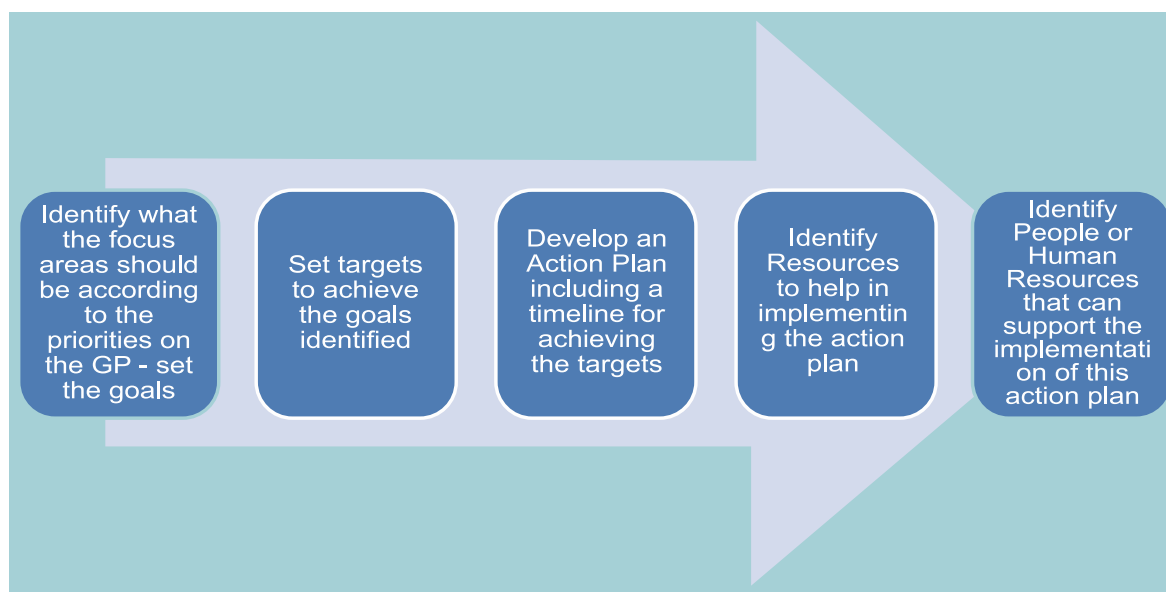 Identify what
the focus
areas should
be according
to the
priorities on
the GP - set
the goals
Set targets
to achieve
the goals
identified
Develop an
Action Plan
including a
timeline for
achieving
the targets
Identify
Resources
to help in
implementin
g the action
plan
Identify
People or
Human
Resources
that can
support the
implementati
on of this
action plan